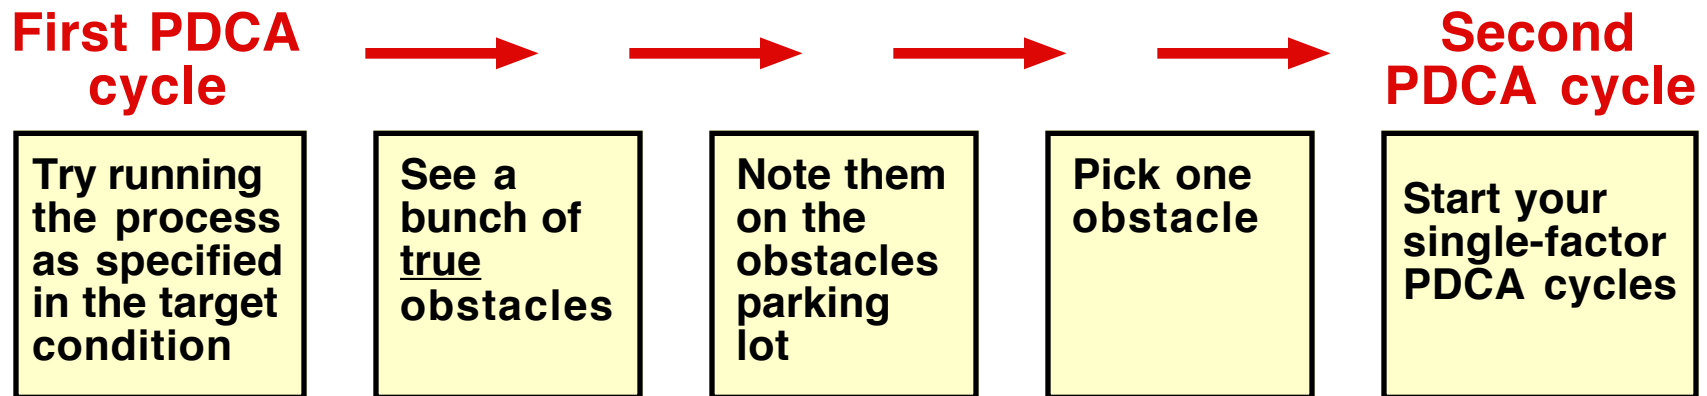 First PDCA
cycle
Second
PDCA cycle
Try running
the process
as specified
in the target
condition
See a
bunch of
true
obstacles
Note them
on the
obstacles
parking
lot
Pick one
obstacle
Start your
single-factor
PDCA cycles